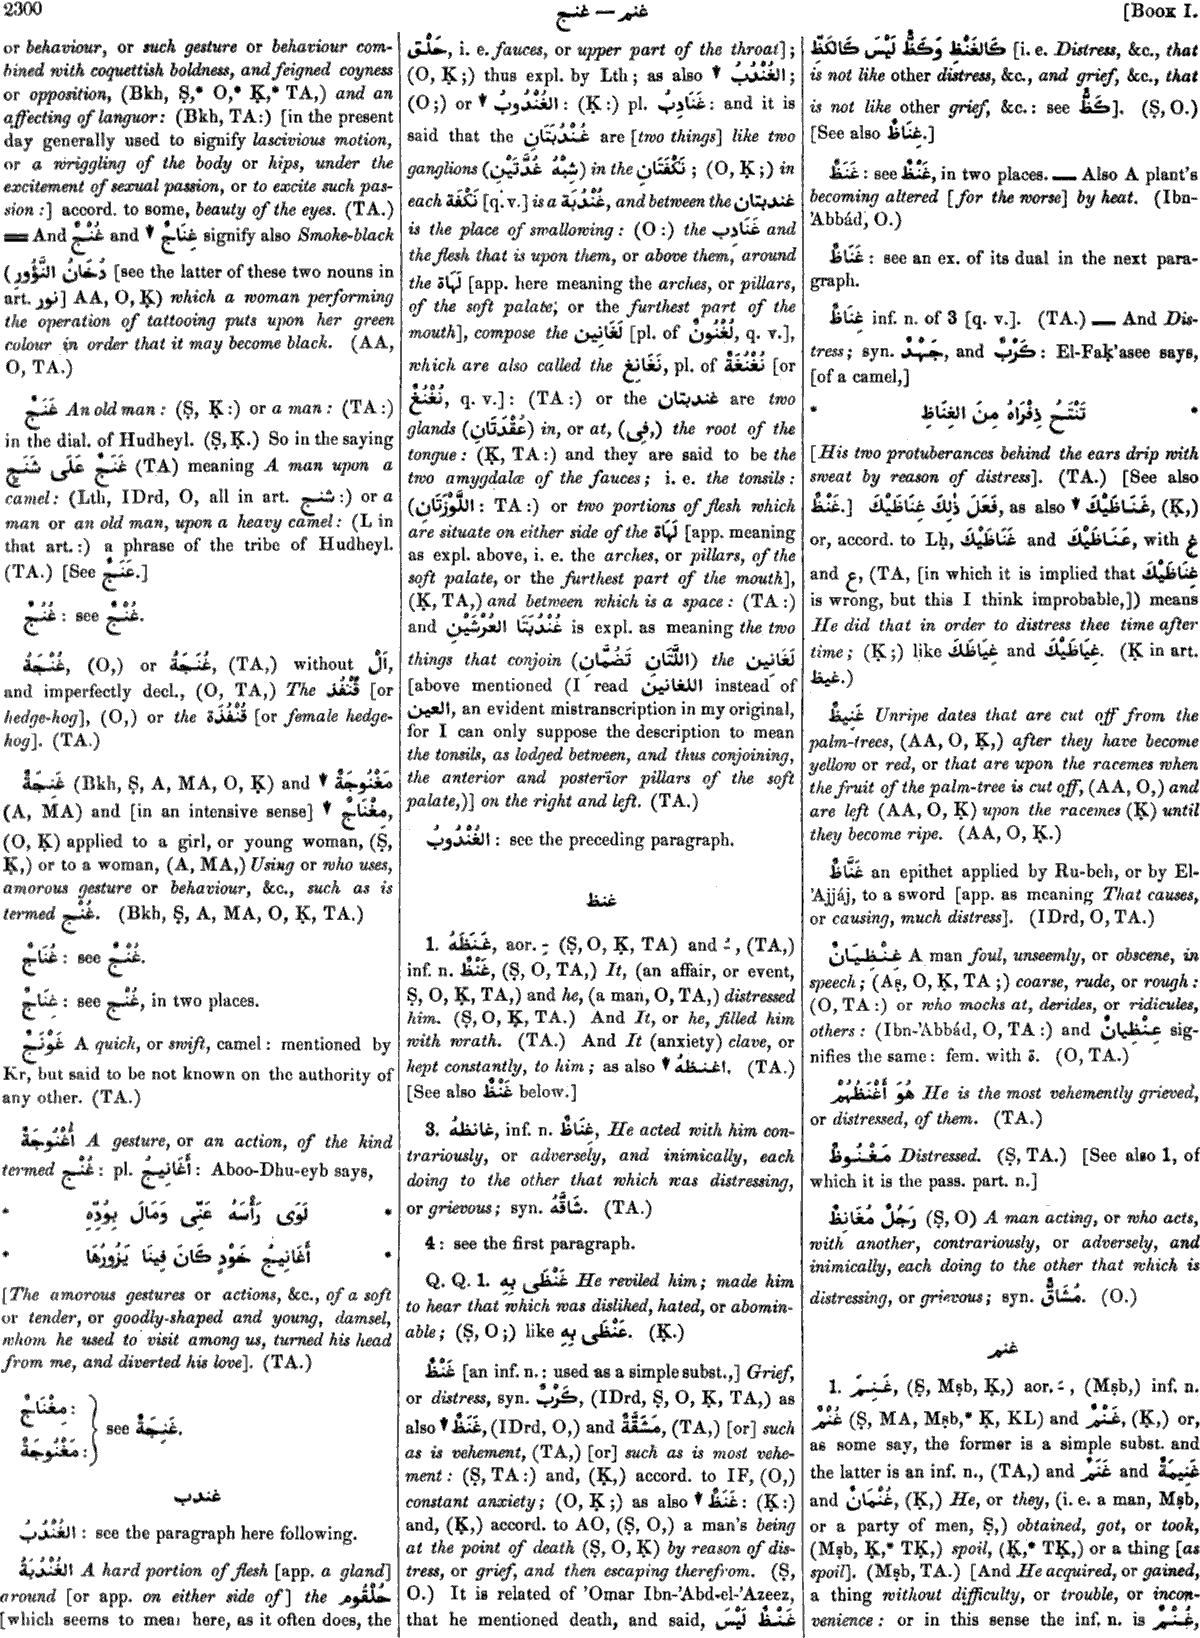 2300
غنج — غنم
[Book I.
or behaviour, or such gesture or behaviour com-
bined with coquettish boldness, and feigned coyness
or opposition, (Bkh, Ṣ,* O,* Ḳ,* TA,) and an
affecting of languor: (Bkh, TA:) [in the present
day generally used to signify lascivious motion,
or a wriggling of the body or hips, under the
excitement of sexual passion, or to excite such pas-
sion:] accord. to some, beauty of the eyes. (TA.)
═ And غُنْجٌ and ↓ غِنَاجٌ signify also Smoke-black
(دُخَانُ النَّؤُورِ [see the latter of these two nouns in
art. نور] AA, O, Ḳ) which a woman performing
the operation of tattooing puts upon her green
colour in order that it may become black. (AA,
O, TA.)
غَنَجٌ An old man: (Ṣ, Ḳ:) or a man: (TA:)
in the dial. of Hudheyl. (Ṣ, Ḳ.) So in the saying
غَنَجٌ عَلَى شَنَجٍ (TA) meaning A man upon a
camel: (Lth, IDrd, O, all in art. شنج:) or a
man or an old man, upon a heavy camel: (L in
that art.:) a phrase of the tribe of Hudheyl.
(TA.) [See عَنَجٌ.]
غُنُجٌ: see غُنْجٌ.
غُنْجَةُ, (O,) or غُنَجَةُ, (TA,) without اَلْ,
and imperfectly decl., (O, TA,) The قُنْفُذ [or
hedge-hog], (O,) or the قُنْفُذَة [or female hedge-
hog]. (TA.)
غَنِجَةٌ (Bkh, Ṣ, A, MA, O, Ḳ) and ↓ مَغْنُوجَةٌ
(A, MA) and [in an intensive sense] ↓ مِغْنَاجٌ,
(O, Ḳ) applied to a girl, or young woman, (Ṣ,
Ḳ,) or to a woman, (A, MA,) Using or who uses,
amorous gesture or behaviour, &c., such as is
termed غُنْج. (Bkh, Ṣ, A, MA, O, Ḳ, TA.)
غُنَاجٌ: see غُنْجٌ.
غِنَاجٌ: see غُنْجٌ, in two places.
غَوْنَجٌ A quick, or swift, camel: mentioned by
Kr, but said to be not known on the authority of
any other. (TA.)
أُغْنُوجَةٌ A gesture, or an action, of the kind
termed غُنْج: pl. أَغَانِيجُ: Aboo-Dhu-eyb says,
* لَوَى رَأْسَهُ عَنِّى وَمَالَ بِوُدِّهِ *
* أَغَانِيجُ خَوْدٍ كَانَ فِينَا يَزُورُهَا *
[The amorous gestures or actions, &c., of a soft
or tender, or goodly-shaped and young, damsel,
whom he used to visit among us, turned his head
from me, and diverted his love]. (TA.)
مِغْنَاجٌ:
مَغْنُوجَةٌ:
see غَنِجَةٌ.
غندب
الغُنْدُبُ: see the paragraph here following.
الغُنْدُبَةُ A hard portion of flesh [app. a gland]
around [or app. on either side of] the حُلْقُوم
[which seems to mean here, as it often does, the
حَلْق, i. e. fauces, or upper part of the throat];
(O, Ḳ;) thus expl. by Lth; as also ↓ الغُنْدُبُ;
(O;) or ↓ الغُنْدُوبُ: (Ḳ:) pl. غَنَادِبُ: and it is
said that the غُنْدُبَتَانِ are [two things] like two
ganglions (شِبْهُ غُدَّتَيْنِ) in the نَكْفَتَانِ; (O, Ḳ;) in
each نَكْفَة [q. v.] is a غُنْدُبَة, and between the غندبتان
is the place of swallowing: (O:) the غَنَادِب and
the flesh that is upon them, or above them, around
the لَهَاة [app. here meaning the arches, or pillars,
of the soft palate; or the furthest part of the
mouth], compose the لَغَانِين [pl. of لُغْنُونٌ, q. v.],
which are also called the نَغَانِغ, pl. of نُغْنُغَةٌ [or
نُغْنُغٌ, q. v.]: (TA:) or the غندبتان are two
glands (عُقْدَتَانِ) in, or at, (فِى,) the root of the
tongue: (Ḳ, TA:) and they are said to be the
two amygdalæ of the fauces; i. e. the tonsils:
(اللَّوْزَتَانِ: TA:) or two portions of flesh which
are situate on either side of the لَهَاة [app. meaning
as expl. above, i. e. the arches, or pillars, of the
soft palate, or the furthest part of the mouth],
(Ḳ, TA,) and between which is a space: (TA:)
and غُنْدُبَتَا العُرْشَيْنِ is expl. as meaning the two
things that conjoin (اللَّتَانِ تَضُمَّانِ) the لَغَانِين
[above mentioned (I read اللغانين instead of
العين, an evident mistranscription in my original,
for I can only suppose the description to mean
the tonsils, as lodged between, and thus conjoining,
the anterior and posterior pillars of the soft
palate,)] on the right and left. (TA.)
الغُنْدُوبُ: see the preceding paragraph.
غنظ
1. غَنَظَهُ, aor. ـِ (Ṣ, O, Ḳ, TA) and ـُ, (TA,)
inf. n. غَنْظٌ, (Ṣ, O, TA,) It, (an affair, or event,
Ṣ, O, Ḳ, TA,) and he, (a man, O, TA,) distressed
him. (Ṣ, O, Ḳ, TA.) And It, or he, filled him
with wrath. (TA.) And It (anxiety) clave, or
kept constantly, to him; as also ↓ اغنظهُ. (TA.)
[See also غَنْظٌ below.]
3. غانظهُ, inf. n. غِنَاظٌ, He acted with him con-
trariously, or adversely, and inimically, each
doing to the other that which was distressing,
or grievous; syn. شَاقَّهُ. (TA.)
4: see the first paragraph.
Q. Q. 1. غَنْظَى بِهِ He reviled him; made him
to hear that which was disliked, hated, or abomin-
able; (Ṣ, O;) like عَنْظَى بِهِ. (Ḳ.)
غَنْظٌ [an inf. n.: used as a simple subst.,] Grief,
or distress, syn. كَرْبٌ, (IDrd, Ṣ, O, Ḳ, TA,) as
also ↓ غَنَظٌ, (IDrd, O,) and مَشَقَّةٌ, (TA,) [or] such
as is vehement, (TA,) [or] such as is most vehe-
ment: (Ṣ, TA:) and, (Ḳ,) accord. to IF, (O,)
constant anxiety; (O, Ḳ;) as also ↓ غَنَظٌ: (Ḳ:)
and, (Ḳ,) accord. to AO, (Ṣ, O,) a man's being
at the point of death (Ṣ, O, Ḳ) by reason of dis-
tress, or grief, and then escaping therefrom. (Ṣ,
O.) It is related of 'Omar Ibn-'Abd-el-'Azeez,
that he mentioned death, and said, غَنْظٌ لَيْسَ
كَالغَنْظِ وَكَظٌّ لَيْسَ كَالكَظِّ [i. e. Distress, &c., that
is not like other distress, &c., and grief, &c., that
is not like other grief, &c.: see كَظٌّ]. (Ṣ, O.)
[See also غِنَاظٌ.]
غَنَظٌ: see غَنْظٌ, in two places. — Also A plant's
becoming altered [for the worse] by heat. (Ibn-
'Abbád, O.)
غَنَاظٌ: see an ex. of its dual in the next para-
graph.
غِنَاظٌ inf. n. of 3 [q. v.]. (TA.) — And Dis-
tress; syn. جَهْدٌ, and كَرْبٌ: El-Faḳ'asee says,
[of a camel,]
* تَنْتَحُ ذِفْرَاهُ مِنَ الغِنَاظِ *
[His two protuberances behind the ears drip with
sweat by reason of distress]. (TA.) [See also
غَنْظٌ.] فَعَلَ ذٰلِكَ غِنَاظَيْكَ, as also ↓ غَنَاظَيْكَ, (Ḳ,)
or, accord. to Lḥ, غَنَاظَيْكَ and عَنَاظَيْكَ, with غ
and ع, (TA, [in which it is implied that غِنَاظَيْكَ
is wrong, but this I think improbable,]) means
He did that in order to distress thee time after
time; (Ḳ;) like غِيَاظَكَ and غِيَاظَيْكَ. (Ḳ in art.
غيظ.)
غَنِيظٌ Unripe dates that are cut off from the
palm-trees, (AA, O, Ḳ,) after they have become
yellow or red, or that are upon the racemes when
the fruit of the palm-tree is cut off, (AA, O,) and
are left (AA, O, Ḳ) upon the racemes (Ḳ) until
they become ripe. (AA, O, Ḳ.)
غَنَّاظٌ an epithet applied by Ru-beh, or by El-
'Ajjáj, to a sword [app. as meaning That causes,
or causing, much distress]. (IDrd, O, TA.)
غِنْظِيَانٌ A man foul, unseemly, or obscene, in
speech; (Aṣ, O, Ḳ, TA;) coarse, rude, or rough:
(O, TA:) or who mocks at, derides, or ridicules,
others: (Ibn-'Abbád, O, TA:) and عِنْظِيَانٌ sig-
nifies the same: fem. with ة. (O, TA.)
هُوَ أَغْنَظُهُمْ He is the most vehemently grieved,
or distressed, of them. (TA.)
مَغْنُوظٌ Distressed. (Ṣ, TA.) [See also 1, of
which it is the pass. part. n.]
رَجُلٌ مُغَانِظٌ (Ṣ, O) A man acting, or who acts,
with another, contrariously, or adversely, and
inimically, each doing to the other that which is
distressing, or grievous; syn. مُشَاقٌّ. (O.)
غنم
1. غَنِمَ, (Ṣ, Mṣb, Ḳ,) aor. ـَ, (Mṣb,) inf. n.
غُنْمٌ (Ṣ, MA, Mṣb,* Ḳ, KL) and غَنْمٌ, (Ḳ,) or,
as some say, the former is a simple subst. and
the latter is an inf. n., (TA,) and غَنَمٌ and غَنِيمَةٌ
and غُنْمَانٌ, (Ḳ,) He, or they, (i. e. a man, Mṣb,
or a party of men, Ṣ,) obtained, got, or took,
(Mṣb, Ḳ,* TḲ,) spoil, (Ḳ,* TḲ,) or a thing [as
spoil]. (Mṣb, TA.) [And He acquired, or gained,
a thing without difficulty, or trouble, or incon-
venience: or in this sense the inf. n. is غُنْمٌ,